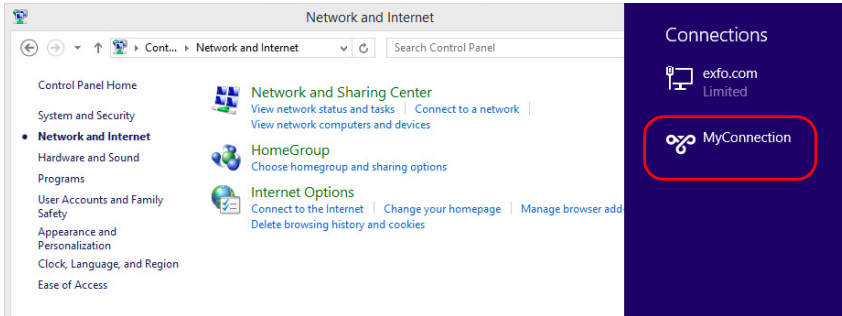 Network and Internet
Cont... Network and Internet
Search Control Panel
Control Panel Home
System and Security
Network and Internet
Hardware and Sound
Programs
User Accounts and Family
Safety
Appearance and
Personalization
Clock, Language, and Region
Ease of Access
Network and Sharing Center
View network status and tasks Connect to a network
View network computers and devices
HomeGroup
Choose homegroup and sharing options
Internet Options
Connect to the Internet Change your homepage Manage browser add-
Delete browsing history and cookies
Connections
exfo.com
Limited
MyConnection